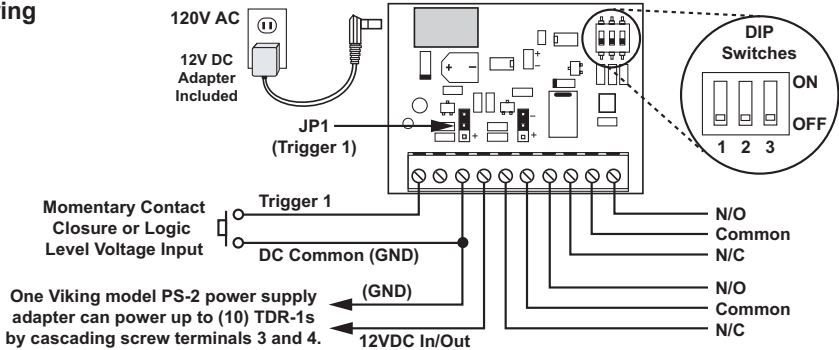 ing
120V AC
12V DC
Adapter
Included
+ -
+
-
JP1
(Trigger 1)
+
-
+
DIP
Switches
ON
OFF
1 2 3
Trigger 1
Momentary Contact
Closure or Logic
Level Voltage Input
DC Common (GND)
N/O
Common
N/C
(GND)
One Viking model PS-2 power supply
adapter can power up to (10) TDR-1s
by cascading screw terminals 3 and 4.
12VDC In/Out
N/O
Common
N/C